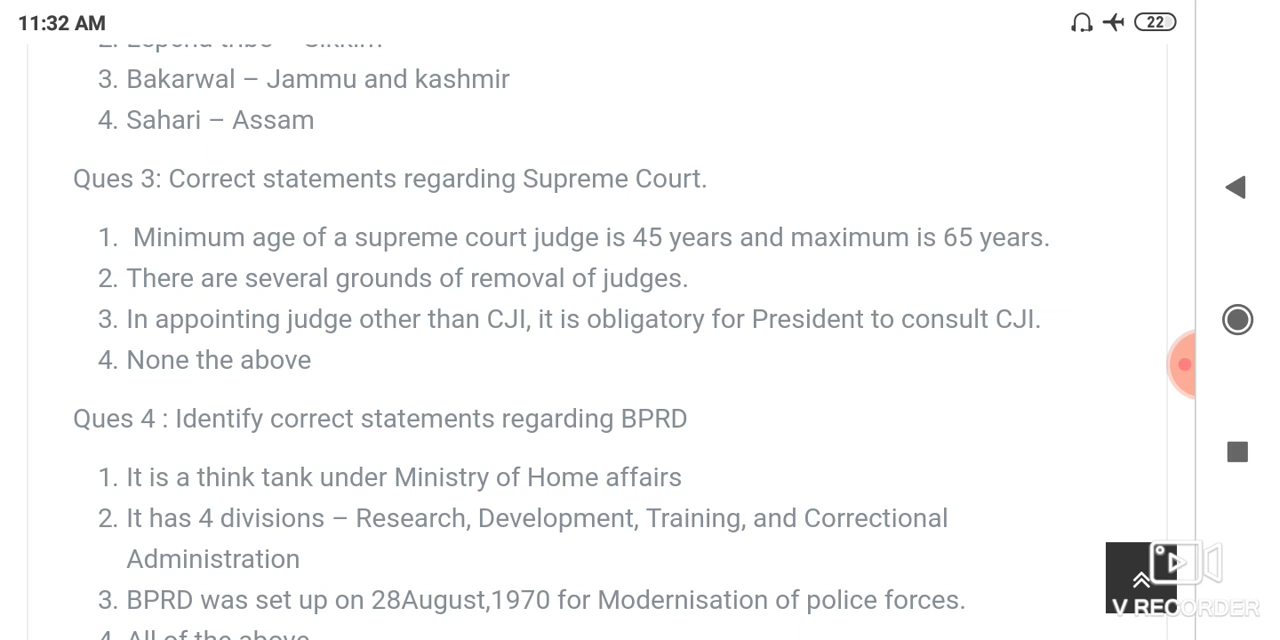 11:32 AM
22
3. Bakarwal – Jammu and kashmir
4. Sahari – Assam
Ques 3: Correct statements regarding Supreme Court.
1. Minimum age of a supreme court judge is 45 years and maximum is 65 years.
2. There are several grounds of removal of judges.
3. In appointing judge other than CJI, it is obligatory for President to consult CJI.
4. None the above
Ques 4 : Identify correct statements regarding BPRD
1. It is a think tank under Ministry of Home affairs
2. It has 4 divisions – Research, Development, Training, and Correctional
Administration
3. BPRD was set up on 28August,1970 for Modernisation of police forces.
4. All of the above
V RECORDER